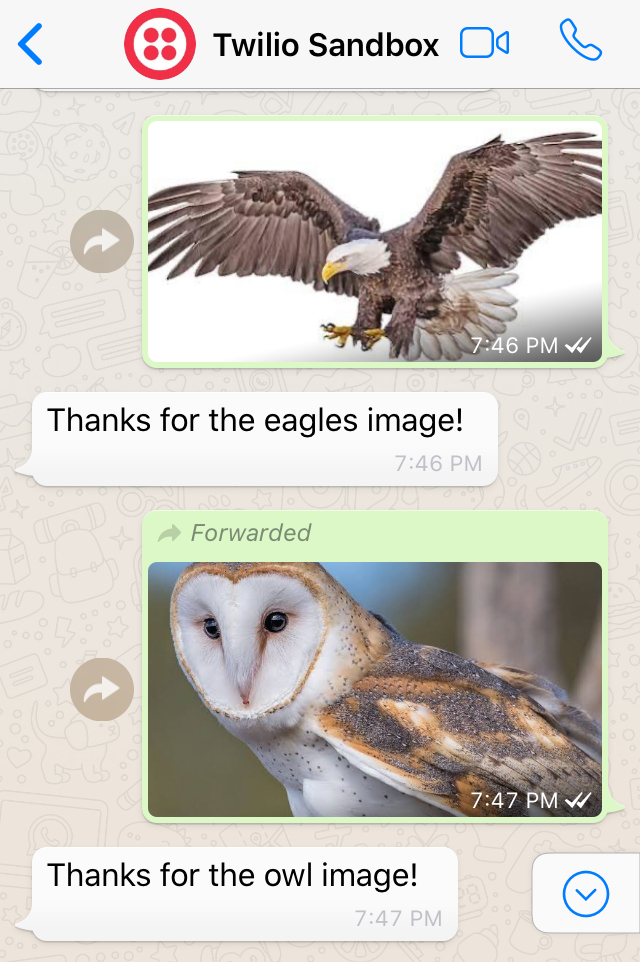 Twilio Sandbox
7:46 PM
Thanks for the eagles image!
7:46 PM
Forwarded
7:47 PM
Thanks for the owl image!
7:47 PM